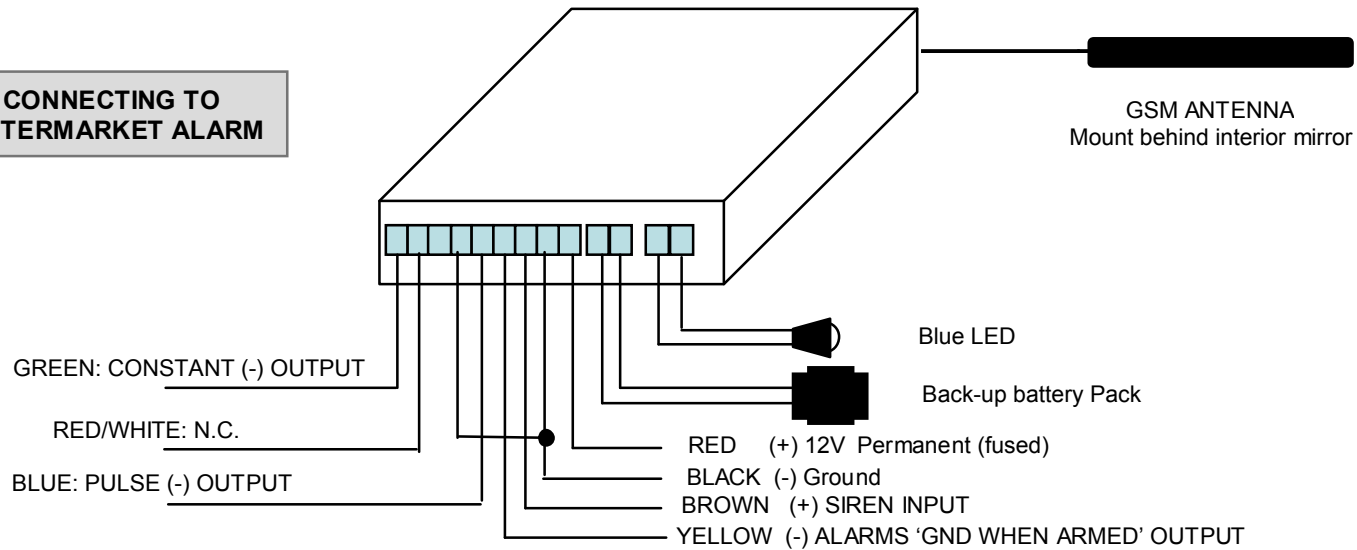 CONNECTING TO
TERMARKET ALARM
GSM ANTENNA
Mount behind interior mirror
Blue LED
GREEN: CONSTANT (-) OUTPUT
Back-up battery Pack
RED/WHITE: N.C.
RED (+) 12V Permanent (fused)
BLACK (-) Ground
BLUE: PULSE (-) OUTPUT
BROWN (+) SIREN INPUT
YELLOW (-) ALARMS ‘GND WHEN ARMED’ OUTPUT